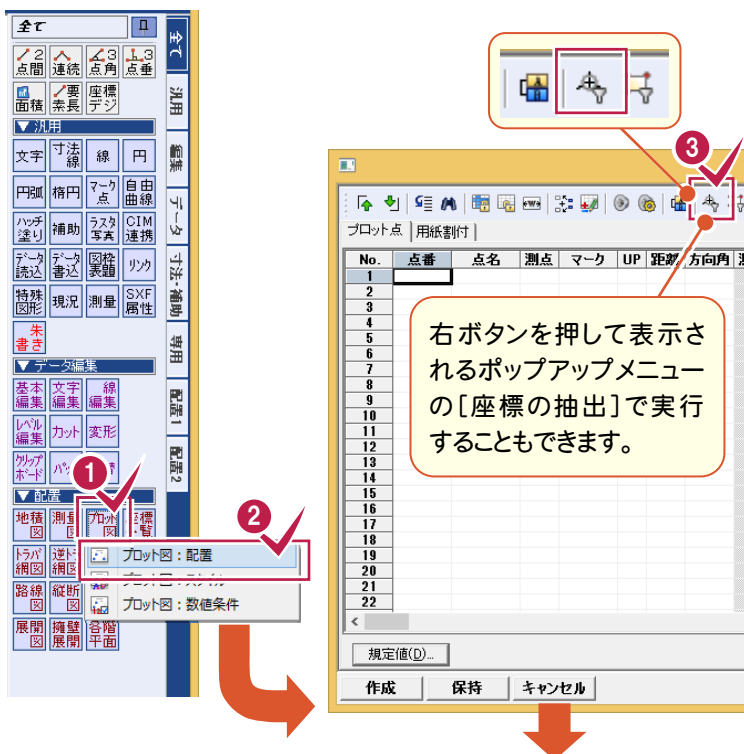 全て
2点間 連続 3点角 3点垂
面積 要素長 座標デジ
▼ 汎用
文字 寸法線 線 円
円弧 楕円 マーク点 自由曲線
ハッチ塗り 補助 ラスタ写真 CIM連携
データ読込 データ書込 図枠表題 リンク
特殊図形 現況 測量 SXF属性
朱書き
▼ データ編集
基本編集 文字編集 線編集
レベル編集 カット 変形
クリップボード
▼ 配置
地積図 測量図 プロット図
トラバ網図
路線図 縦断図
展開図 擁壁展開 各階平面
全て
汎用
編集
データ
寸法・補助
専用
配置1
配置2
1
2
プロット図：配置
プロット図：数値条件
3
プロット点 用紙割付
No. 点番 点名 測点 マーク UP 距離 方向角
1
2
3
4
5
6
7
8
9
10
11
12
13
14
15
16
17
18
19
20
21
22
右ボタンを押して表示さ
れるポップアップメニュー
の［座標の抽出］で実行
することもできます。
規定値(D)...
作成 保持 キャンセル